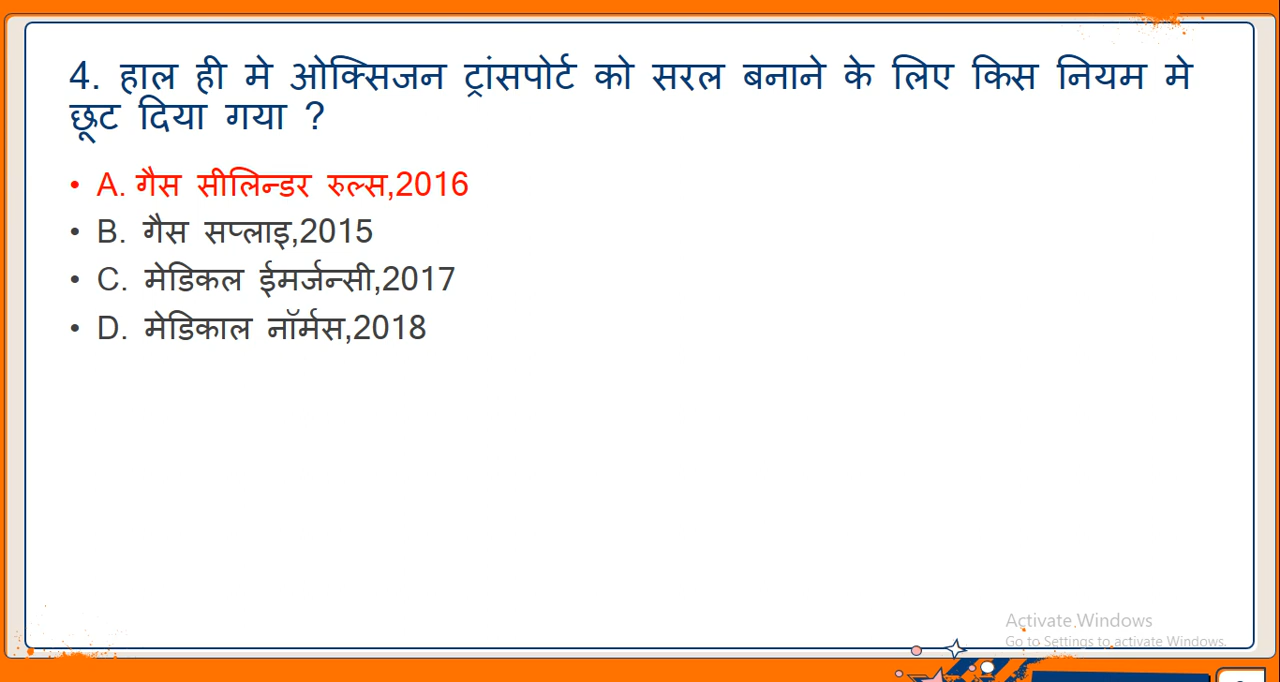 4. हाल ही मे ओक्सिजन ट्रांसपोर्ट को सरल बनाने के लिए किस नियम मे
छूट दिया गया ?
• A. गैस सीलिन्डर रुल्स,2016
• B. गैस सप्लाइ,2015
• C. मेडिकल ईमर्जन्सी,2017
• D. मेडिकाल नॉर्मस,2018
Activate Windows
Go to Settings to activate Windows.